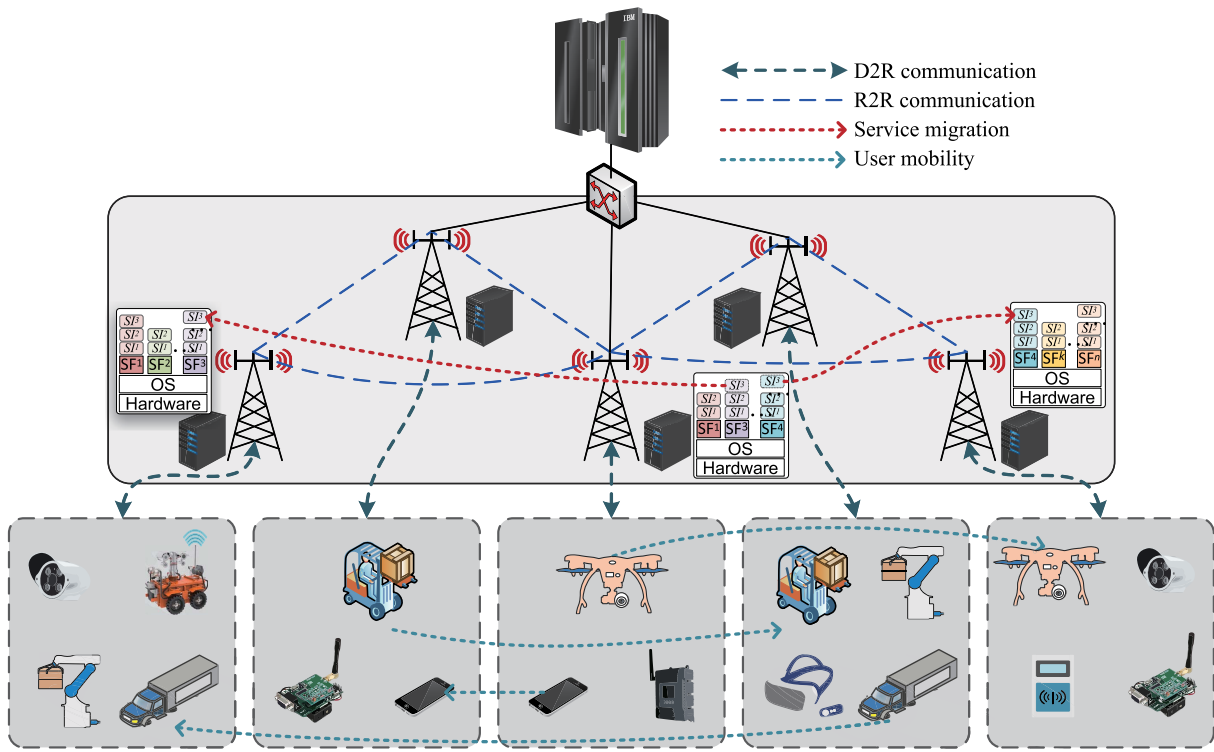 IBM
D2R communication
R2R communication
Service migration
User mobility
SI³
SI³
SI² SI² SI²
SI¹ SI¹ SI¹
SF1 SF2 SF3
OS
Hardware
SI³
SI³
SI² SI² SI²
SI¹ SI¹ SI¹
SF4 SFk SFn
OS
Hardware
SI³ SI³
SI² SI² SI²
SI¹ SI¹ SI¹
SF1 SF3 SF4
OS
Hardware